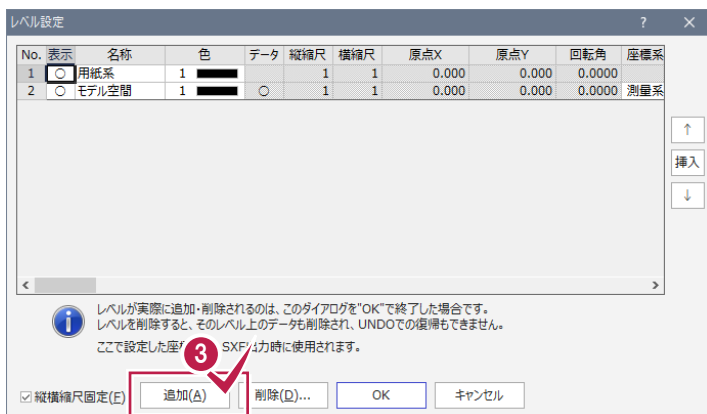 レベル設定 ? ×
No. 表示 名称 色 データ 縦縮尺 横縮尺 原点X 原点Y 回転角 座標系
1 ○ 用紙系 1 1 1 0.000 0.000 0.0000
2 ○ モデル空間 1 ○ 1 1 0.000 0.000 0.0000 測量系
↑
挿入
↓
レベルが実際に追加・削除されるのは、このダイアログを"OK"で終了した場合です。
レベルを削除すると、そのレベル上のデータも削除され、UNDOでの復帰もできません。
ここで設定した座 SXF出力時に使用されます。
3
縦横縮尺固定(F) 追加(A) 削除(D)... OK キャンセル